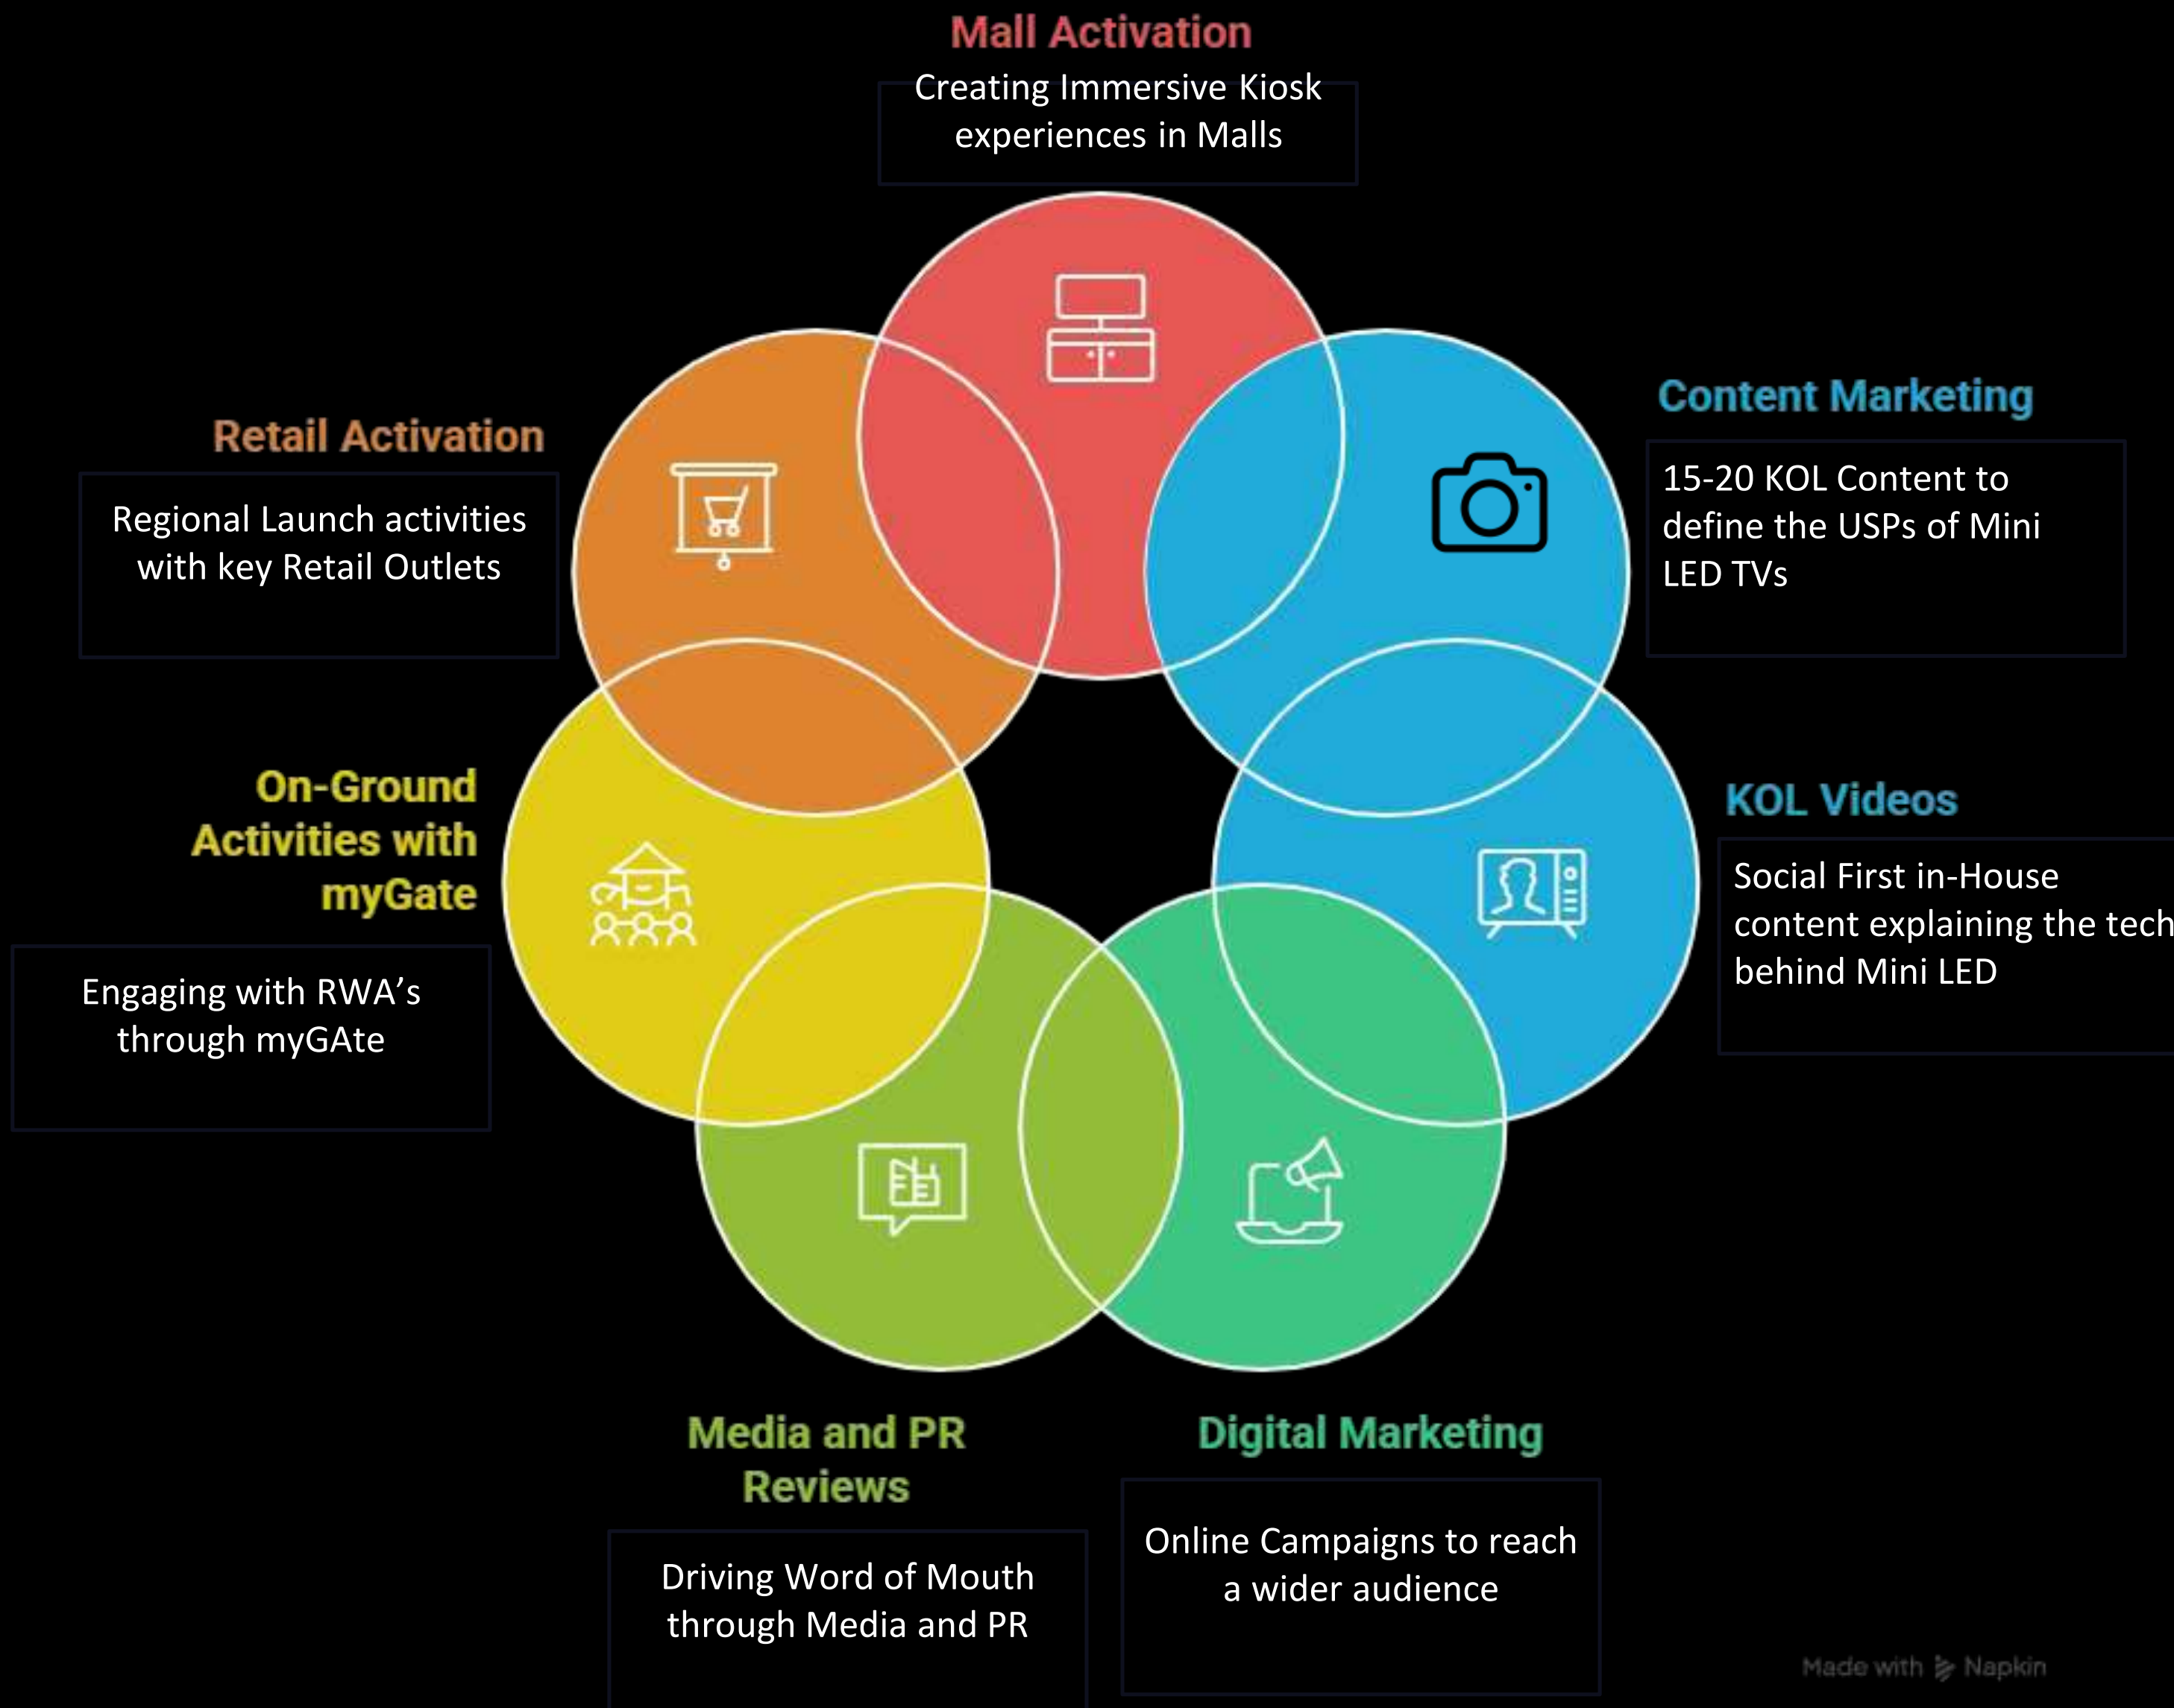 Mall Activation
Creating Immersive Kiosk
experiences in Malls
Content Marketing
15-20 KOL Content to
define the USPs of Mini
LED TVs
KOL Videos
Social First in-House
content explaining the tech
behind Mini LED
Digital Marketing
Online Campaigns to reach
a wider audience
Media and PR
Reviews
Driving Word of Mouth
through Media and PR
On-Ground
Activities with
myGate
Engaging with RWA’s
through myGAte
Retail Activation
Regional Launch activities
with key Retail Outlets
Made with Napkin